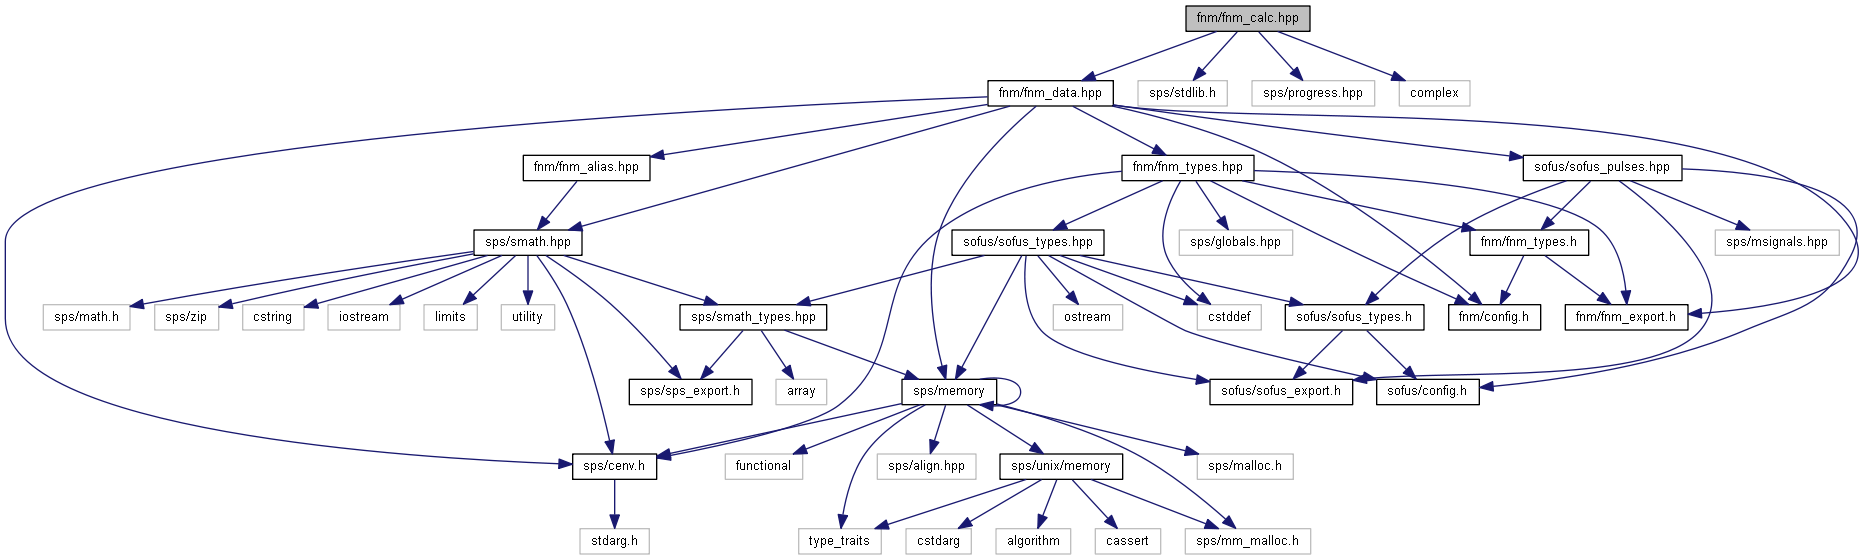 fnm/fnm_calc.hpp
fnm/fnm_data.hpp
sps/stdlib.h
sps/progress.hpp
complex
fnm/fnm_alias.hpp
fnm/fnm_types.hpp
sofus/sofus_pulses.hpp
sps/smath.hpp
sofus/sofus_types.hpp
sps/globals.hpp
fnm/fnm_types.h
sps/msignals.hpp
sps/math.h
sps/zip
cstring
iostream
limits
utility
sps/smath_types.hpp
ostream
cstddef
sofus/sofus_types.h
fnm/config.h
fnm/fnm_export.h
sps/sps_export.h
array
sps/memory
sofus/sofus_export.h
sofus/config.h
sps/cenv.h
functional
sps/align.hpp
sps/unix/memory
sps/malloc.h
stdarg.h
type_traits
cstdarg
algorithm
cassert
sps/mm_malloc.h